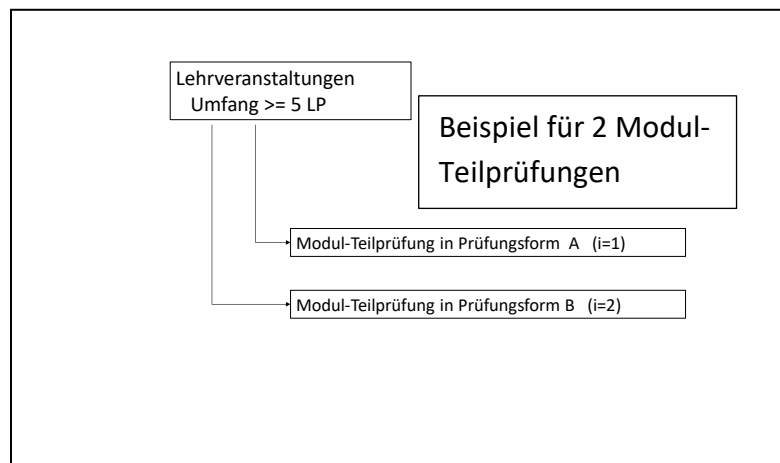 Lehrveranstaltungen
Umfang >= 5 LP
Beispiel für 2 Modul-
Teilprüfungen
Modul-Teilprüfung in Prüfungsform A (i=1)
Modul-Teilprüfung in Prüfungsform B (i=2)